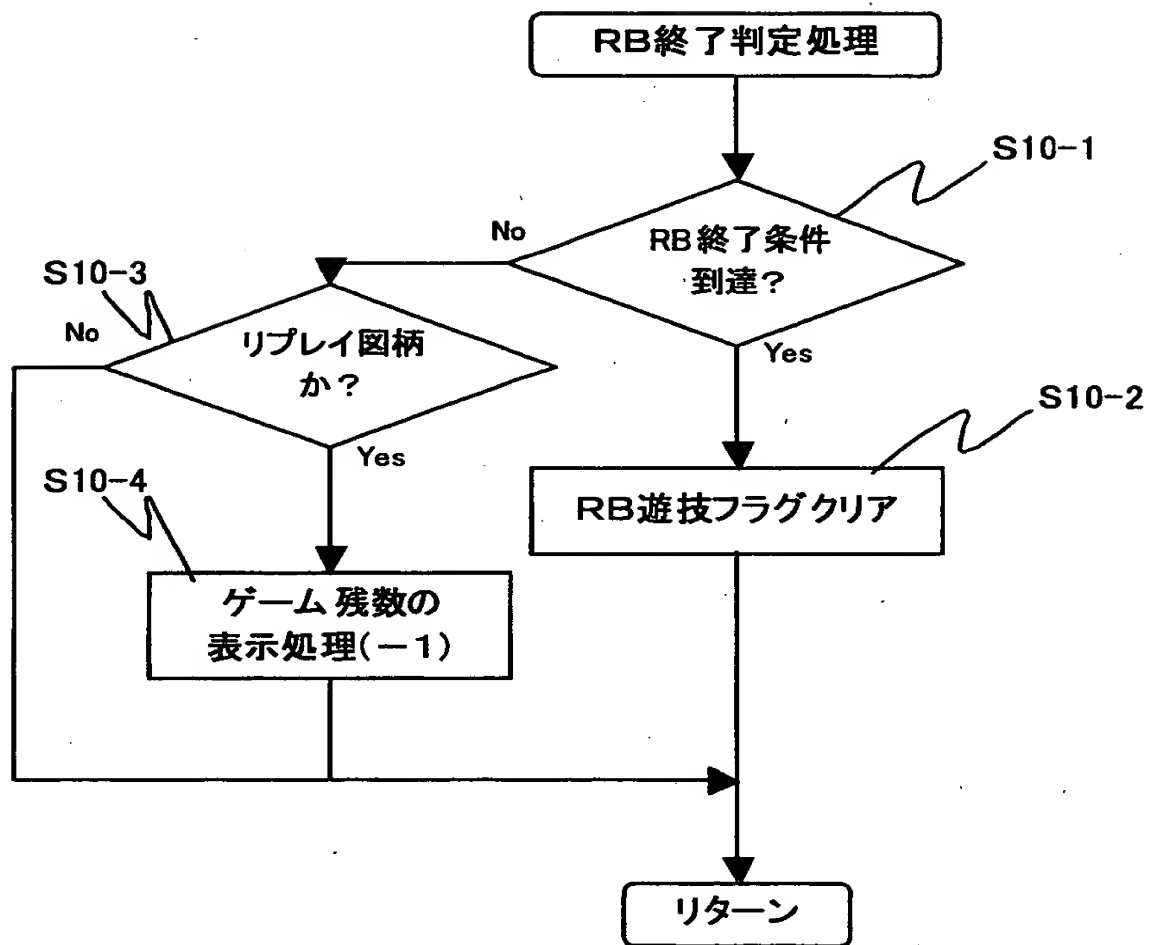 RB終了判定処理
S10-1
RB終了条件
到達?
No
Yes
S10-3
No
リプレイ図柄
か?
Yes
S10-2
RB遊技フラグクリア
S10-4
ゲーム残数の
表示処理(-1)
リターン